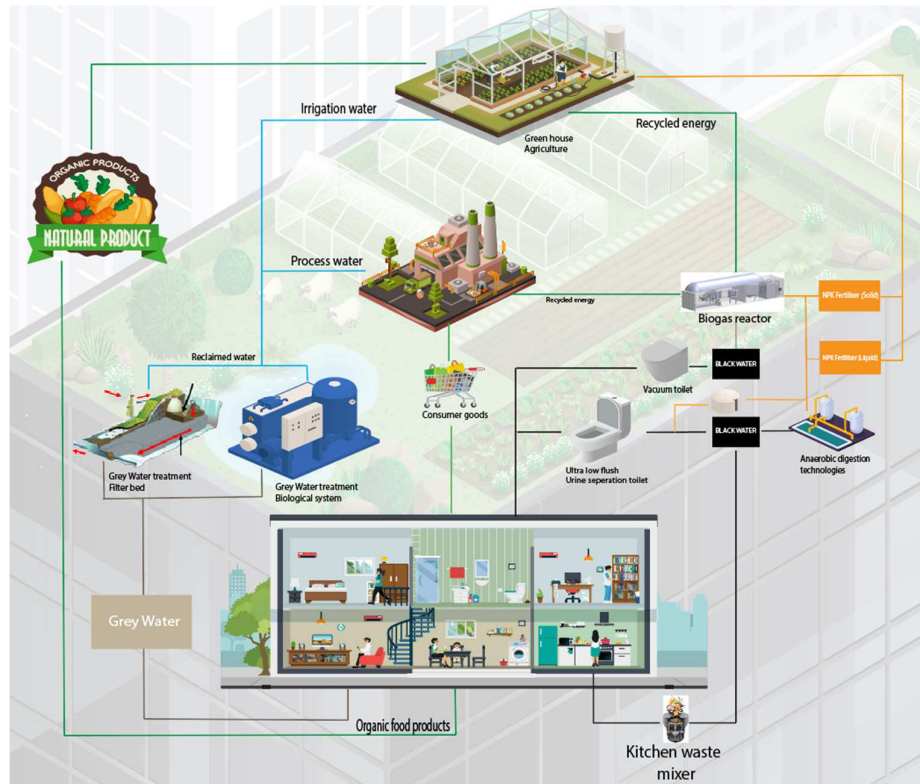 Irrigation water
Recycled energy
Green house
Agriculture
ORGANIC PRODUCTS
NATURAL PRODUCT
Process water
Recycled energy
Biogas reactor
NPK Fertiliser (Solid)
Reclaimed water
NPK Fertiliser (Liquid)
BLACK WATER
Vacuum toilet
Consumer goods
BLACK WATER
Anaerobic digestion
technologies
Ultra low flush
Urine seperation toilet
Grey Water treatment
Filter bed
Grey Water treatment
Biological system
Grey Water
Organic food products
Kitchen waste
mixer